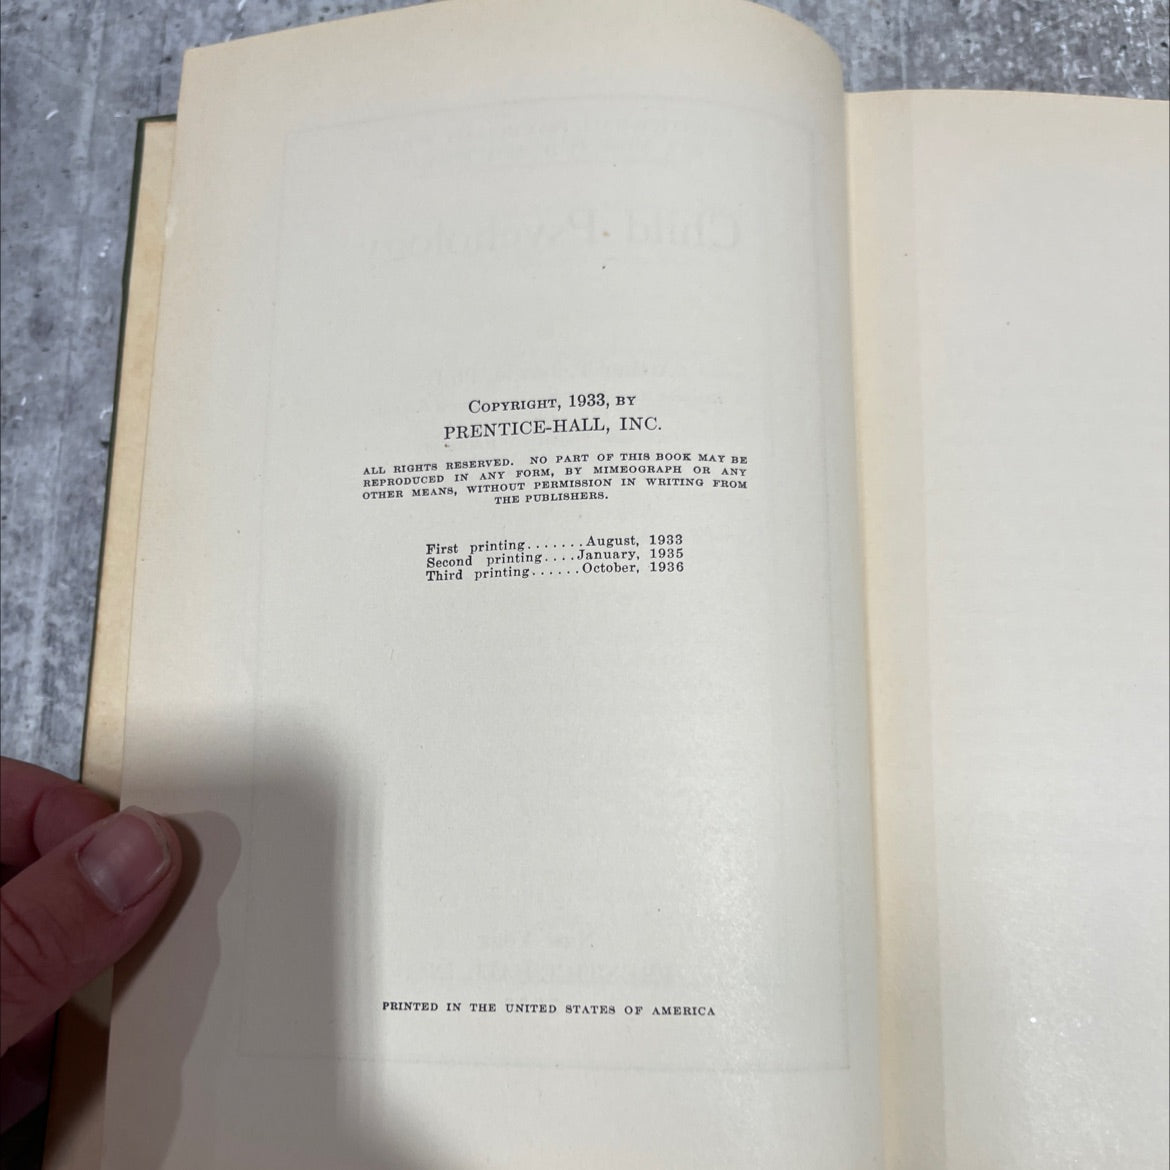 Child Psychology
COPYRIGHT, 1933, BY
PRENTICE-HALL, INC.
ALL RIGHTS RESERVED. NO PART OF THIS BOOK MAY BE
REPRODUCED IN ANY FORM, BY MIMEOGRAPH OR ANY
OTHER MEANS, WITHOUT PERMISSION IN WRITING FROM
THE PUBLISHERS.
First printing.......August, 1933
Second printing....January, 1935
Third printing......October, 1936
PRINTED IN THE UNITED STATES OF AMERICA